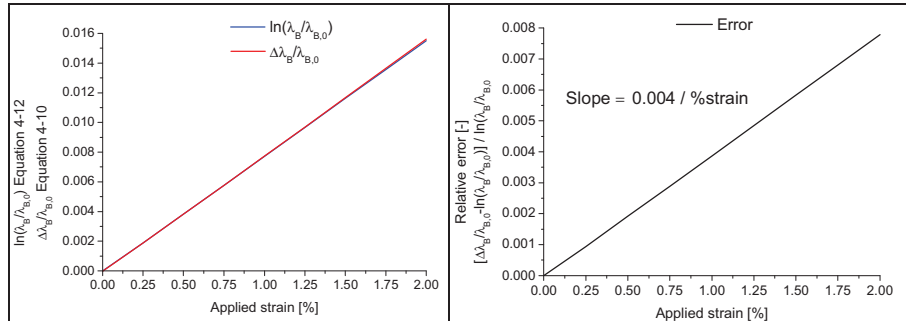 ln(λB/λB,0)
ΔλB/λB,0
ln(λB/λB,0) Equation 4-12
ΔλB/λB,0 Equation 4-10
0.016
0.014
0.012
0.010
0.008
0.006
0.004
0.002
0.000
0.00 0.25 0.50 0.75 1.00 1.25 1.50 1.75 2.00
Applied strain [%]
Error
Slope = 0.004 / %strain
Relative error [-]
[ΔλB/λB,0-ln(λB/λB,0)] / ln(λB/λB,0)
0.008
0.007
0.006
0.005
0.004
0.003
0.002
0.001
0.000
0.00 0.25 0.50 0.75 1.00 1.25 1.50 1.75 2.00
Applied strain [%]